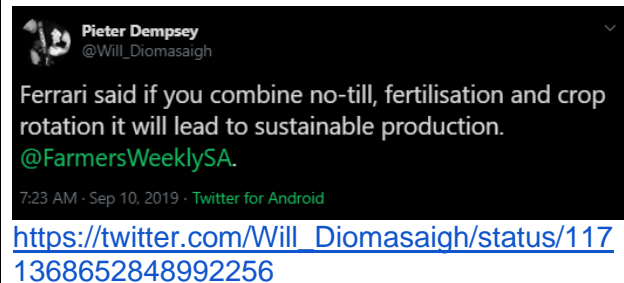 Pieter Dempsey
@Will_Diomasaigh
Ferrari said if you combine no-till, fertilisation and crop
rotation it will lead to sustainable production.
@FarmersWeeklySA.
7:23 AM · Sep 10, 2019 · Twitter for Android
https://twitter.com/Will_Diomasaigh/status/117
1368652848992256